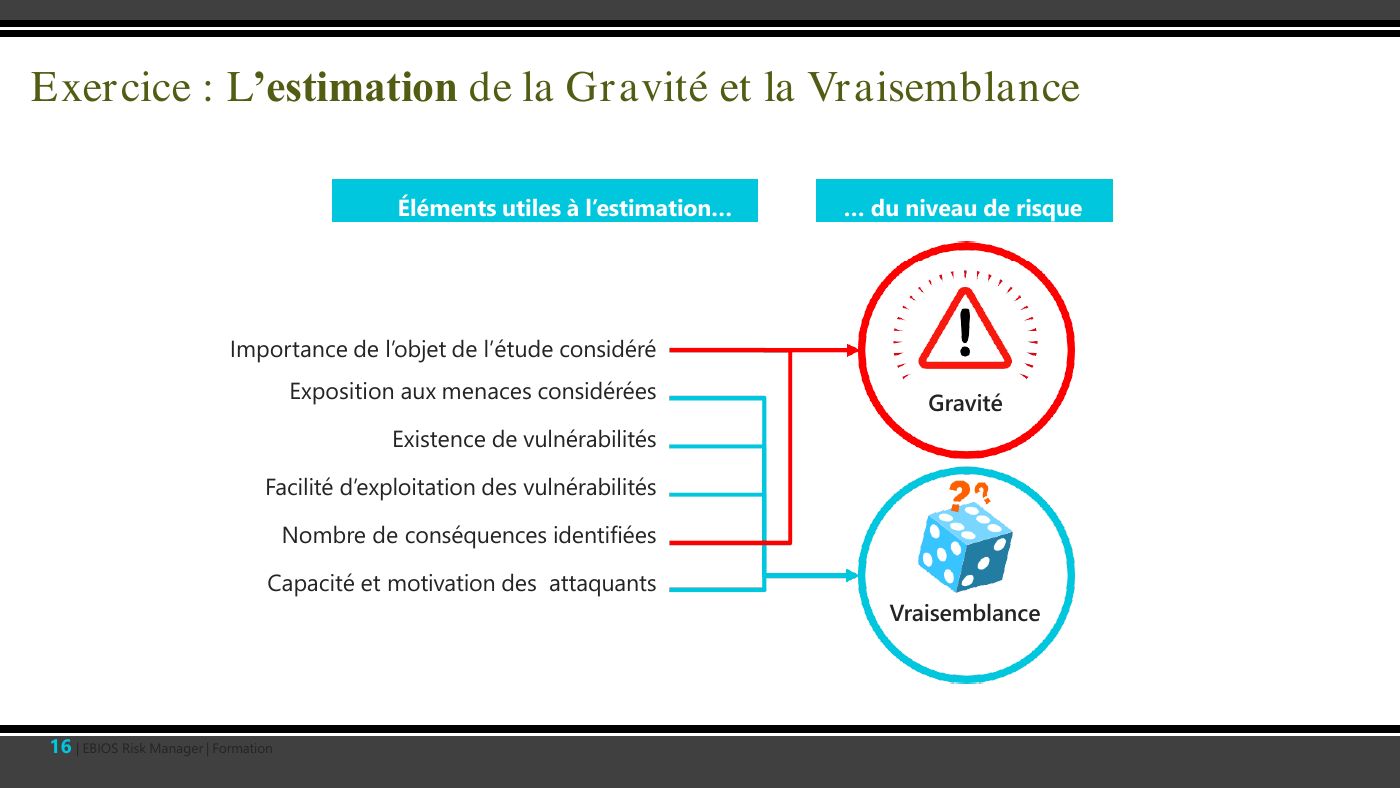 Exercice : L’estimation de la Gravité et la Vraisemblance
Éléments utiles à l’estimation…
… du niveau de risque
Importance de l’objet de l’étude considéré
Exposition aux menaces considérées
Existence de vulnérabilités
Facilité d’exploitation des vulnérabilités
Nombre de conséquences identifiées
Capacité et motivation des  attaquants
Gravité
??
Vraisemblance
16 | EBIOS Risk Manager | Formation